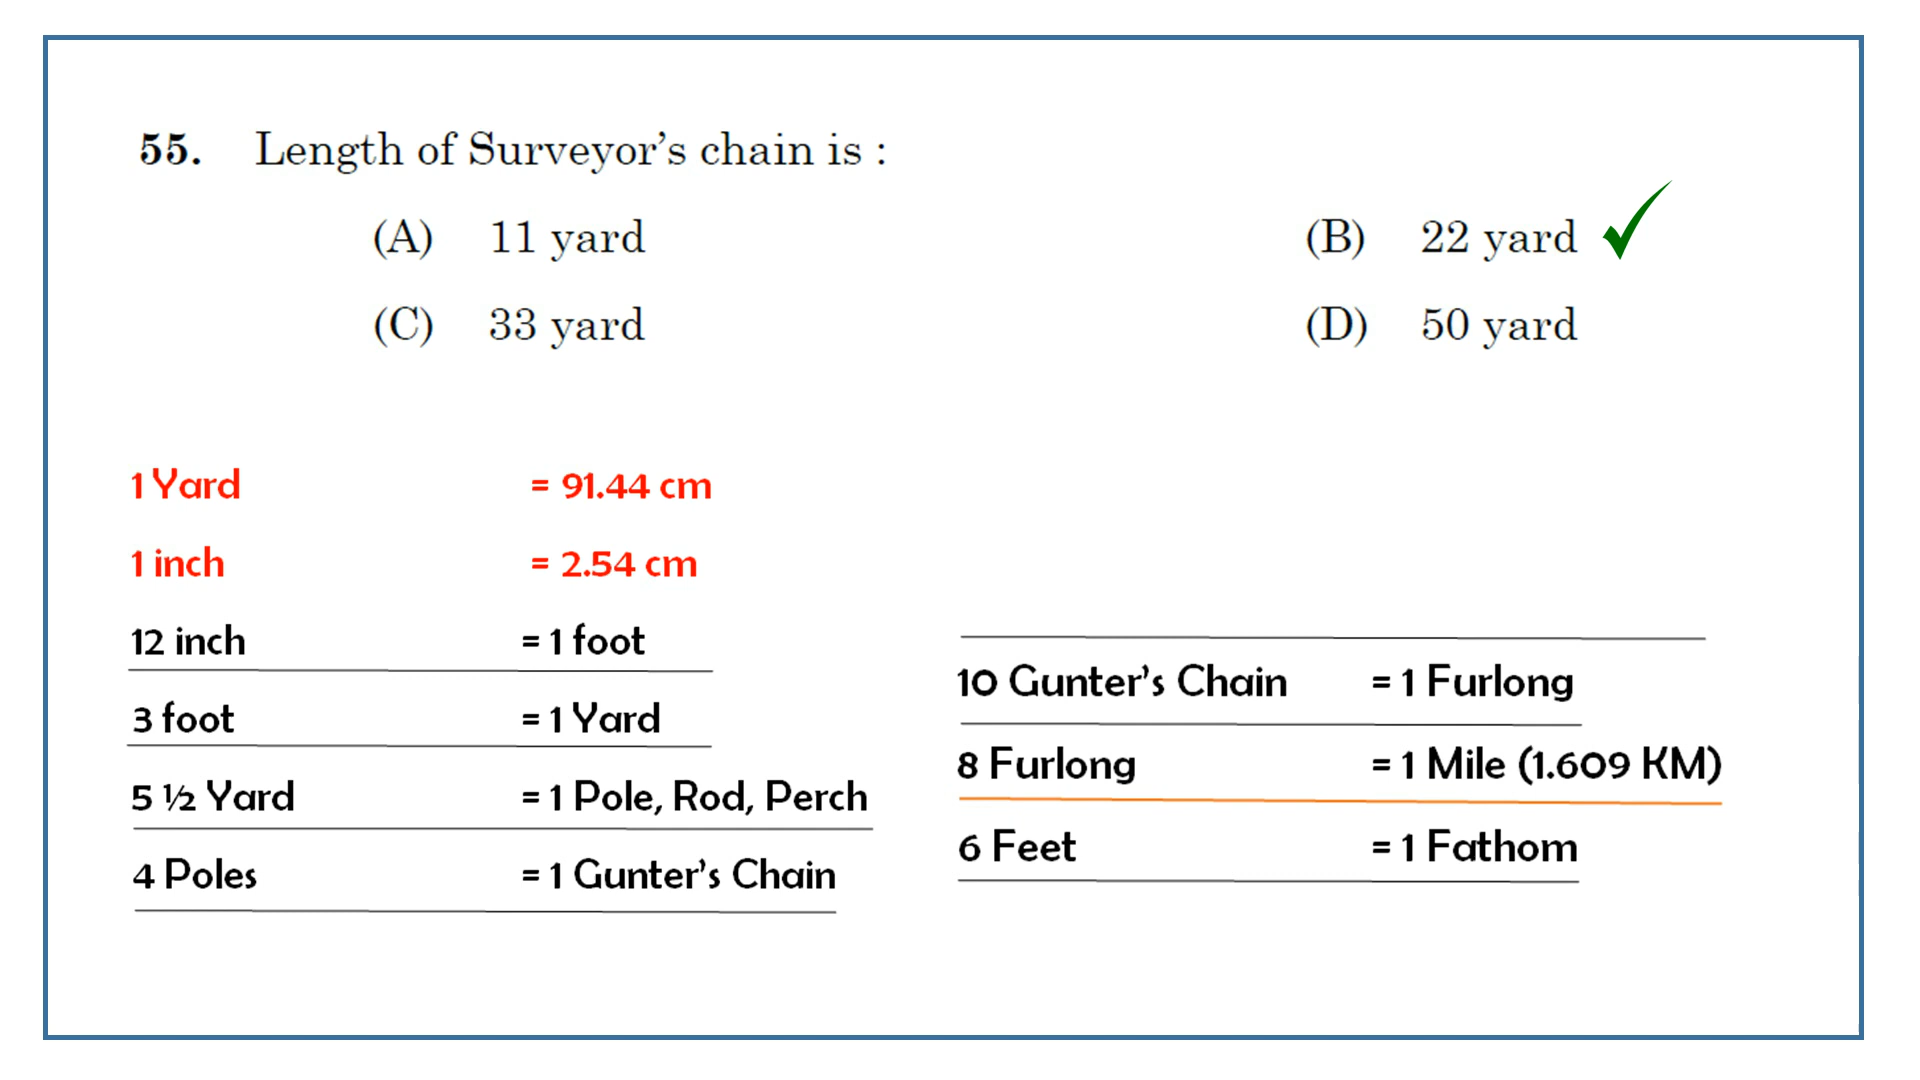 55. Length of Surveyor's chain is :
(A) 11 yard (B) 22 yard
(C) 33 yard (D) 50 yard
1 Yard = 91.44 cm
1 inch = 2.54 cm
12 inch = 1 foot
3 foot = 1 Yard
5 ½ Yard = 1 Pole, Rod, Perch
4 Poles = 1 Gunter's Chain
10 Gunter's Chain = 1 Furlong
8 Furlong = 1 Mile (1.609 KM)
6 Feet = 1 Fathom